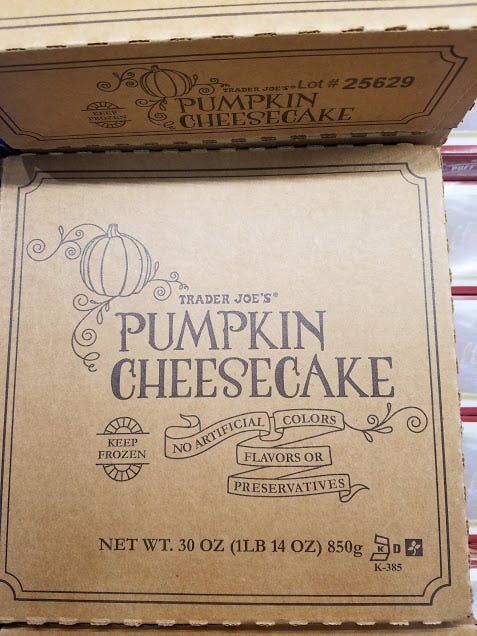 TRADER JOE'S® Lot # 25629
PUMPKIN
CHEESECAKE
KEEP
FROZEN
TRADER JOE'S®
PUMPKIN
CHEESECAKE
KEEP
FROZEN
NO ARTIFICIAL COLORS
FLAVORS OR
PRESERVATIVES
NET WT. 30 OZ (1LB 14 OZ) 850g
K D
K-385